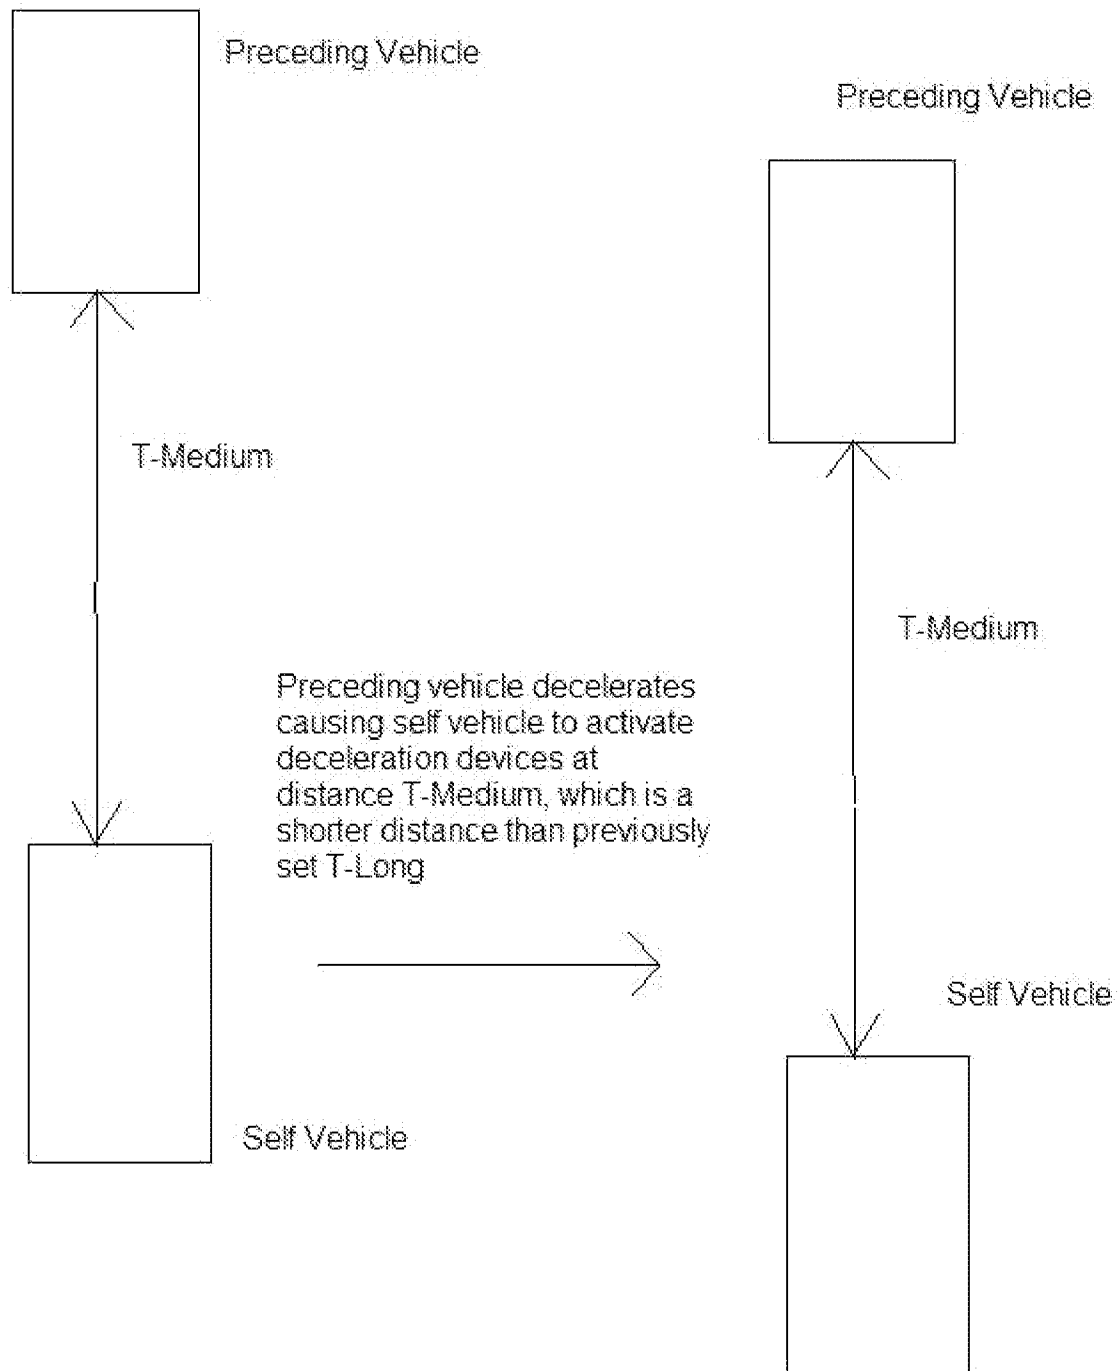 Preceding Vehicle
Preceding Vehicle
T-Medium
T-Medium
Preceding vehicle decelerates
causing self vehicle to activate
deceleration devices at
distance T-Medium, which is a
shorter distance than previously
set T-Long
Self Vehicle
Self Vehicle